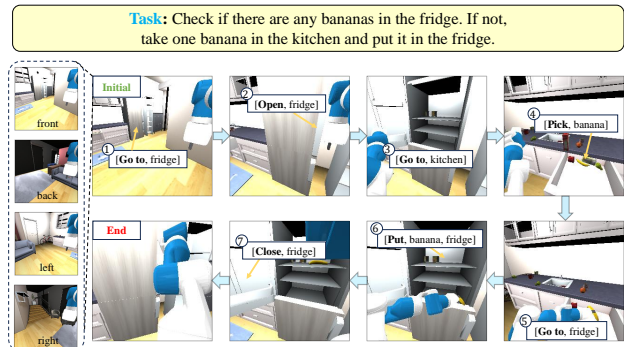 Task: Check if there are any bananas in the fridge. If not,
take one banana in the kitchen and put it in the fridge.
front
back
left
right
Initial
① [Go to, fridge]
② [Open, fridge]
③ [Go to, kitchen]
④ [Pick, banana]
⑤ [Go to, fridge]
⑥ [Put, banana, fridge]
⑦ [Close, fridge]
End